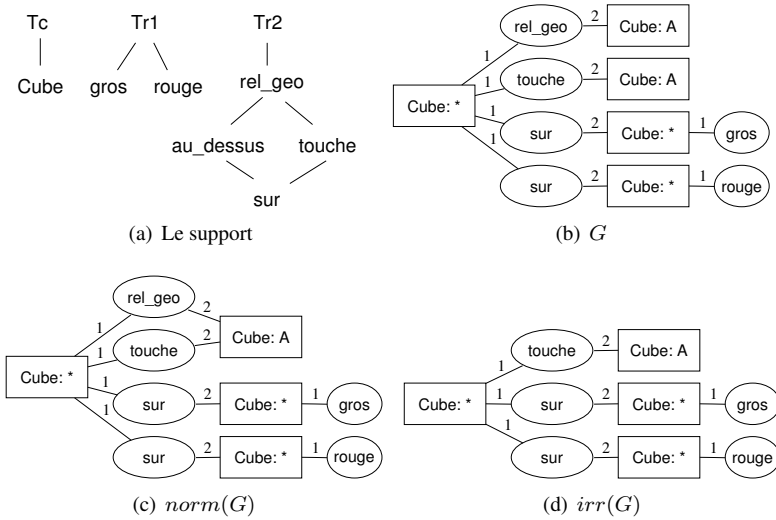 Tc Tr1 Tr2
Cube gros rouge rel_geo
au_dessus touche
sur
(a) Le support
rel_geo 2 Cube: A
1
touche 2 Cube: A
1
Cube: *
1
sur 2 Cube: * 1 gros
1
sur 2 Cube: * 1 rouge
(b) G
rel_geo 2
1
touche 2 Cube: A
1
Cube: *
1
sur 2 Cube: * 1 gros
1
sur 2 Cube: * 1 rouge
(c) norm(G)
touche 2 Cube: A
1
Cube: * 1 sur 2 Cube: * 1 gros
1
sur 2 Cube: * 1 rouge
(d) irr(G)